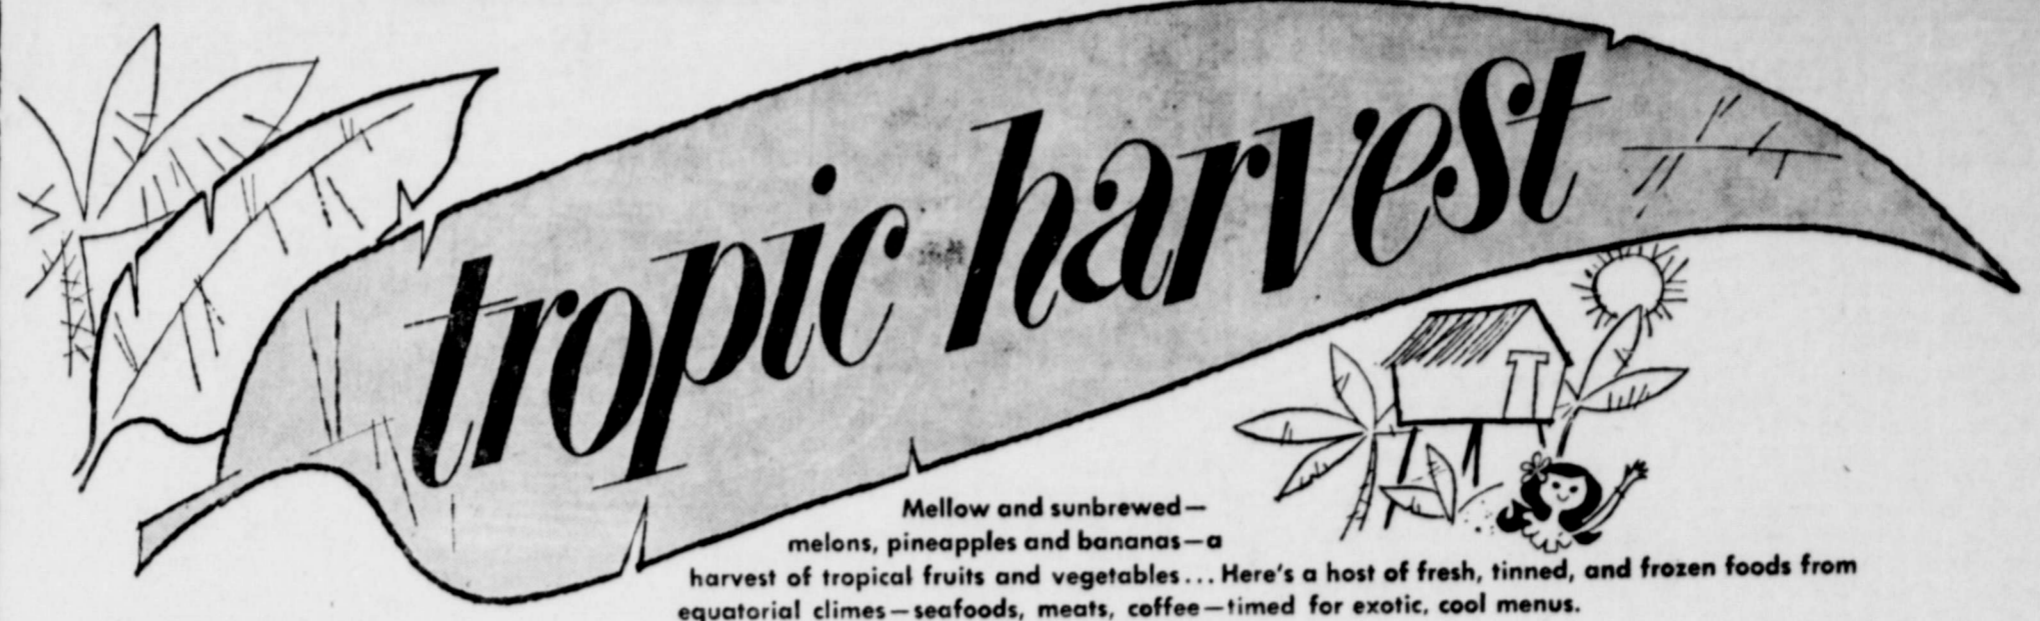 tropic harvest
Mellow and sunbrewed—
melons, pineapples and bananas—a
harvest of tropical fruits and vegetables... Here's a host of fresh, tinned, and frozen foods from
equatorial climes—seafoods, meats, coffee—timed for exotic, cool menus.